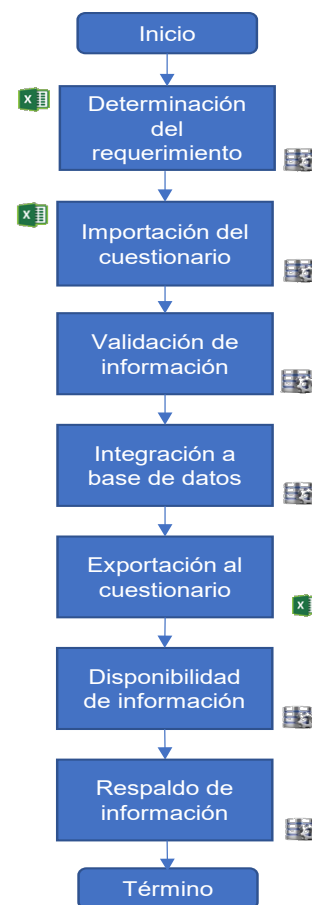 Inicio
Determinación
del
requerimiento
Importación del
cuestionario
Validación de
información
Integración a
base de datos
Exportación al
cuestionario
Disponibilidad
de información
Respaldo de
información
Término